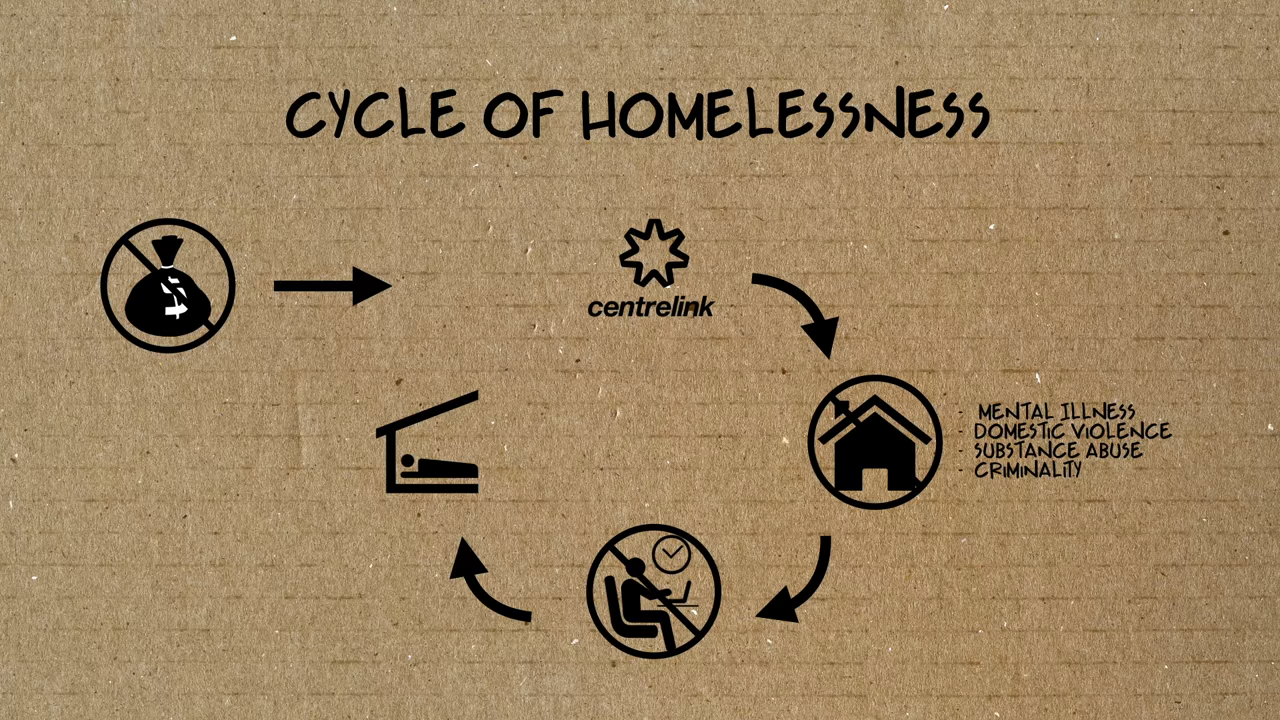 CYCLE OF HOMELESSNESS
centrelink
- MENTAL ILLNESS
- DOMESTIC VIOLENCE
- SUBSTANCE ABUSE
- CRIMINALITY